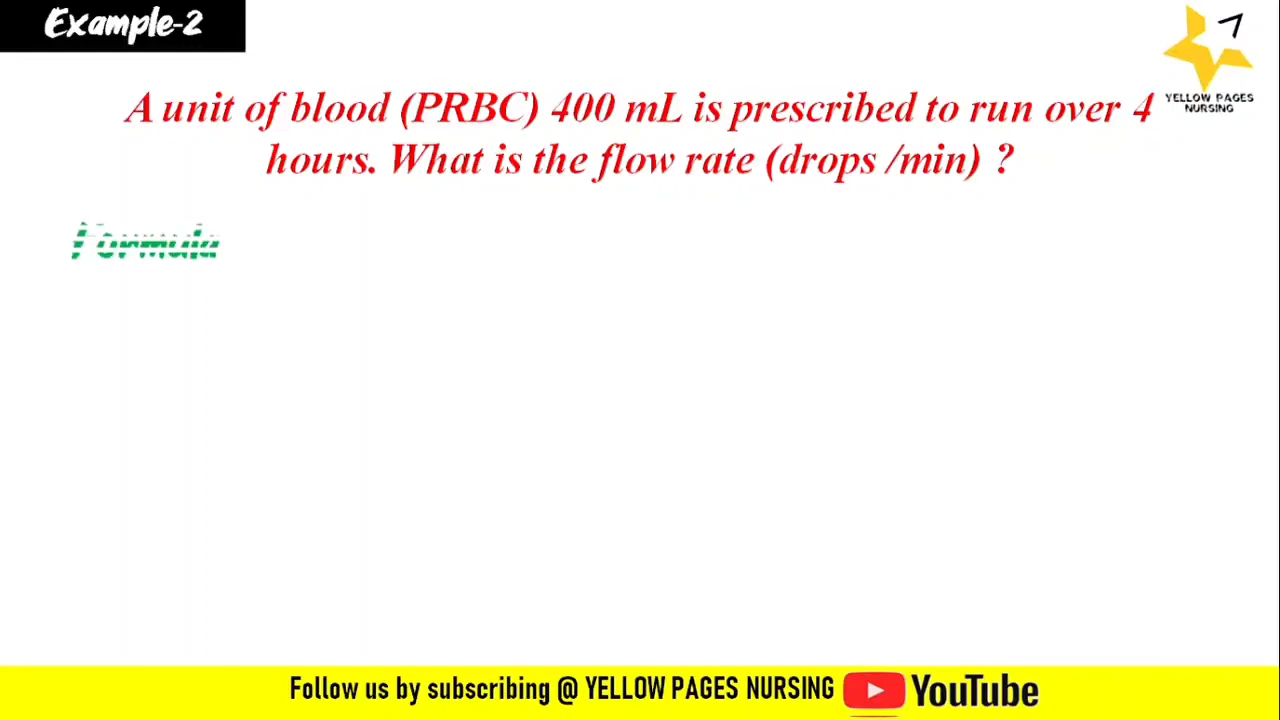 Example-2
A unit of blood (PRBC) 400 mL is prescribed to run over 4
hours. What is the flow rate (drops /min) ?
YELLOW PAGES
NURSING
Formula
Follow us by subscribing @ YELLOW PAGES NURSING YouTube